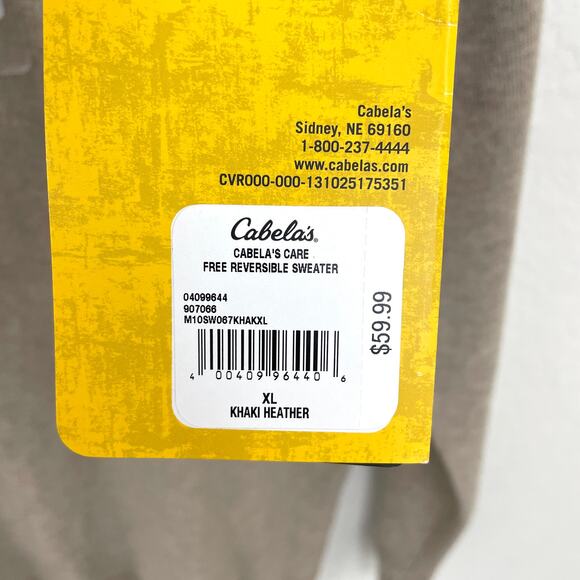 Cabela's
Sidney, NE 69160
1-800-237-4444
www.cabelas.com
CVR000-000-131025175351
Cabela's®
CABELA'S CARE
FREE REVERSIBLE SWEATER
04099644
907066
M10SW067KHAKXL
4 00409 96440 6
XL
KHAKI HEATHER
$59.99